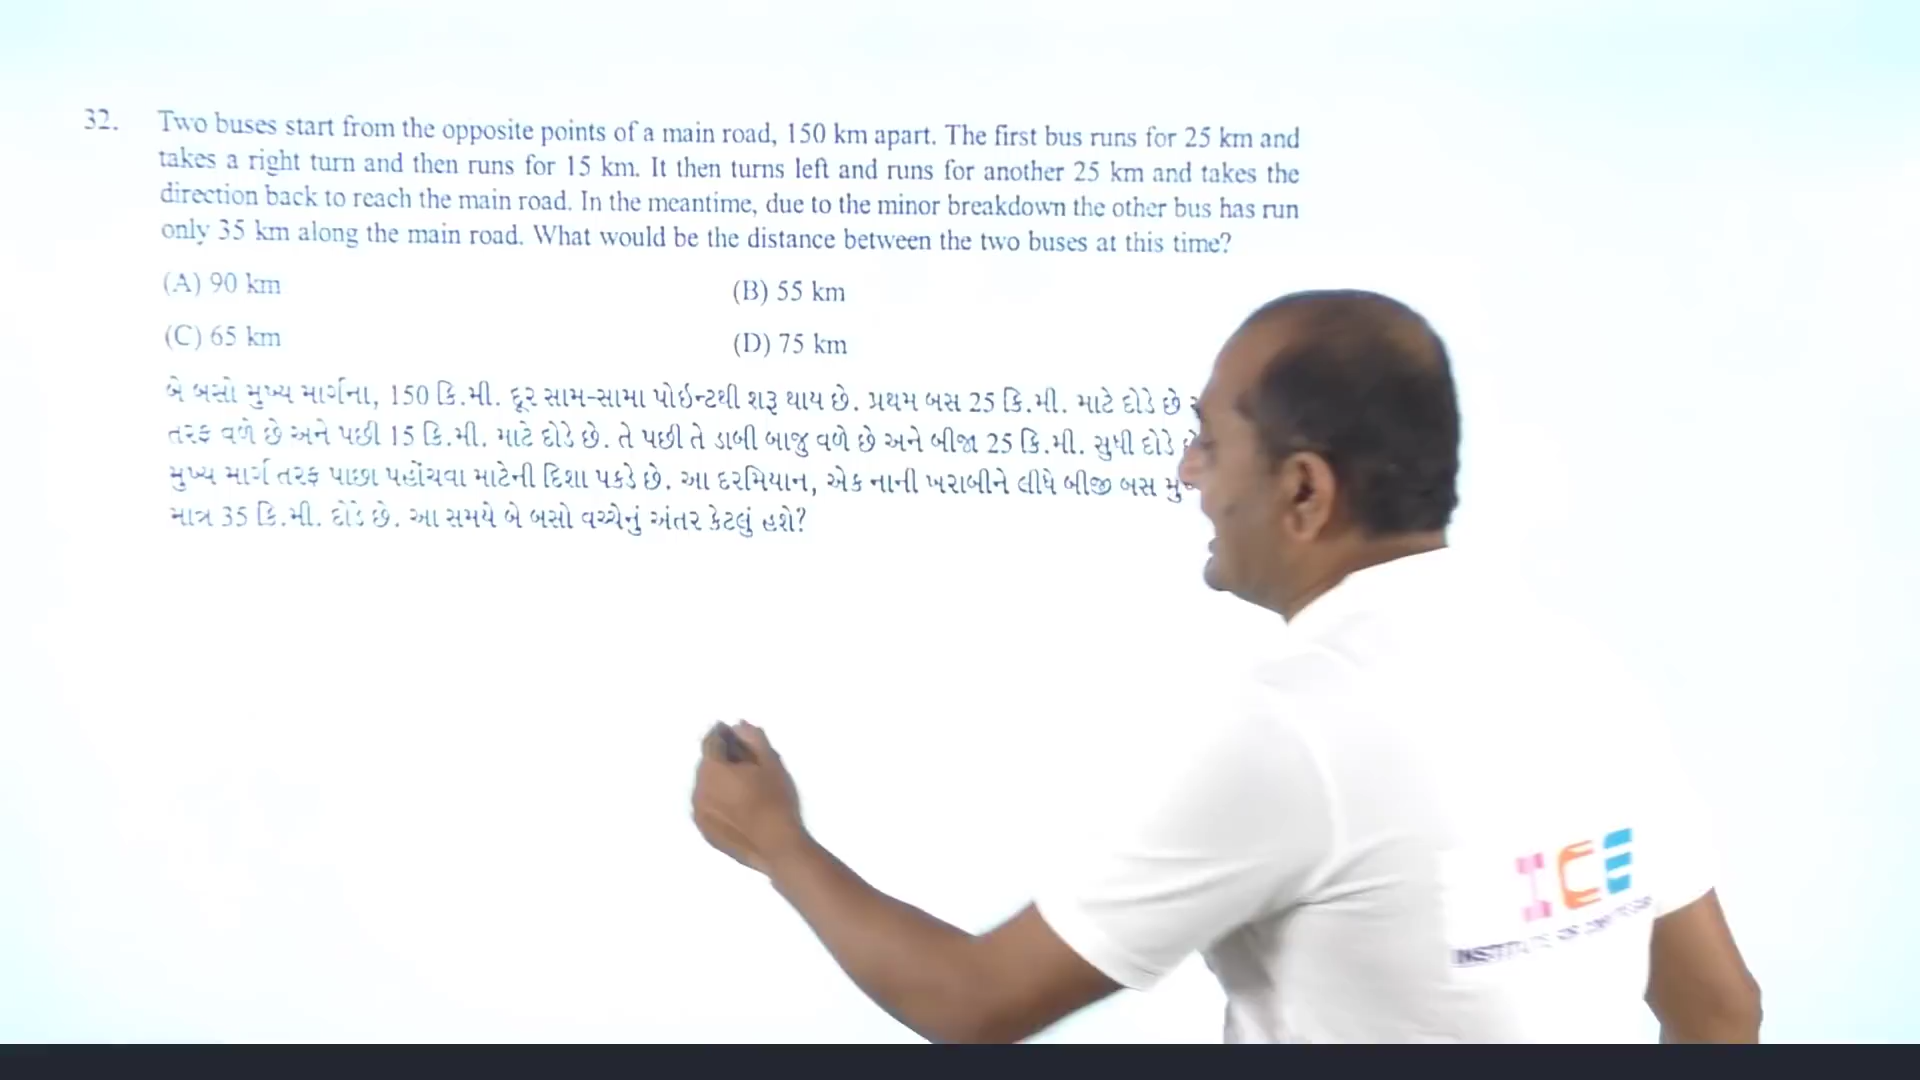 32. Two buses start from the opposite points of a main road, 150 km apart. The first bus runs for 25 km and
takes a right turn and then runs for 15 km. It then turns left and runs for another 25 km and takes the
direction back to reach the main road. In the meantime, due to the minor breakdown the other bus has run
only 35 km along the main road. What would be the distance between the two buses at this time?
(A) 90 km (B) 55 km
(C) 65 km (D) 75 km
બે બસો મુખ્ય માર્ગના, 150 કિ.મી. દૂર સામ-સામા પોઇન્ટથી શરૂ થાય છે. પ્રથમ બસ 25 કિ.મી. માટે દોડે છે
તરફ વળે છે અને પછી 15 કિ.મી. માટે દોડે છે. તે પછી તે ડાબી બાજુ વળે છે અને બીજા 25 કિ.મી. સુધી દોડે
મુખ્ય માર્ગ તરફ પાછા પહોંચવા માટેની દિશા પકડે છે. આ દરમિયાન, એક નાની ખરાબીને લીધે બીજી બસ
માત્ર 35 કિ.મી. દોડે છે. આ સમયે બે બસો વચ્ચેનું અંતર કેટલું હશે?
ICE